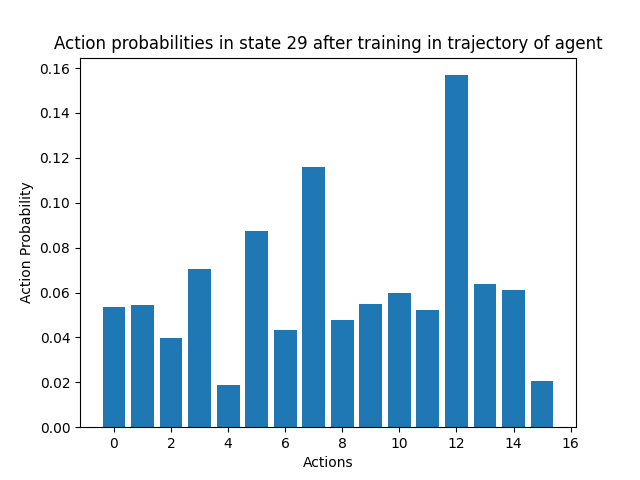 Action probabilities in state 29 after training in trajectory of agent
0.16
0.14
0.12
0.10
0.08
0.06
0.04
0.02
0.00
Action Probability
0 2 4 6 8 10 12 14 16
Actions